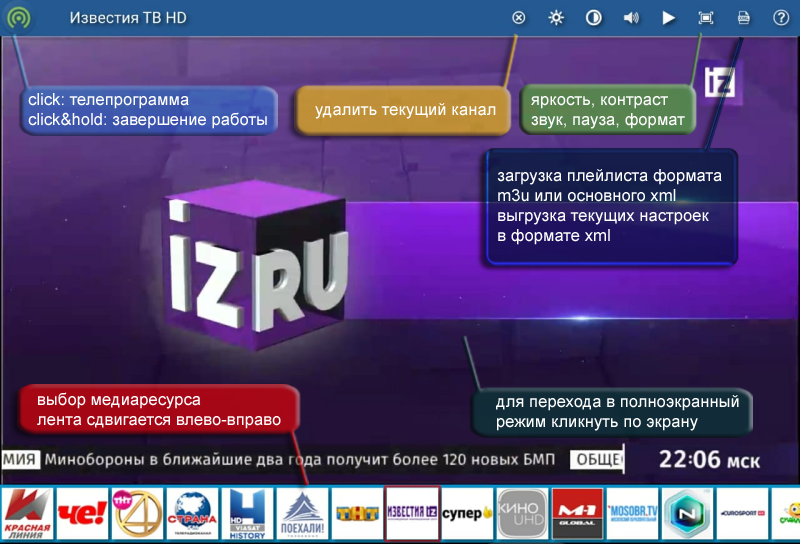 Известия ТВ HD
click: телепрограмма
click&hold: завершение работы
удалить текущий канал
яркость, контраст
звук, пауза, формат
iz
загрузка плейлиста формата
m3u или основного xml
выгрузка текущих настроек
в формате xml
iZRU
выбор медиаресурса
лента сдвигается влево-вправо
для перехода в полноэкранный
режим кликнуть по экрану
МИЯ Минобороны в ближайшие два года получит более 120 новых БМП ОБЩЕ
22:06 МСК
КРАСНАЯ
ЛИНИЯ
че!
ТНТ
4
СТРАНА
HD
VIASAT
HISTORY
ПОЕХАЛИ!
ТНТ
ИЗВЕСТИЯ iz
супер
КИНО
UHD
M-1
GLOBAL
MOSOBR.TV
N
EUROSPORT